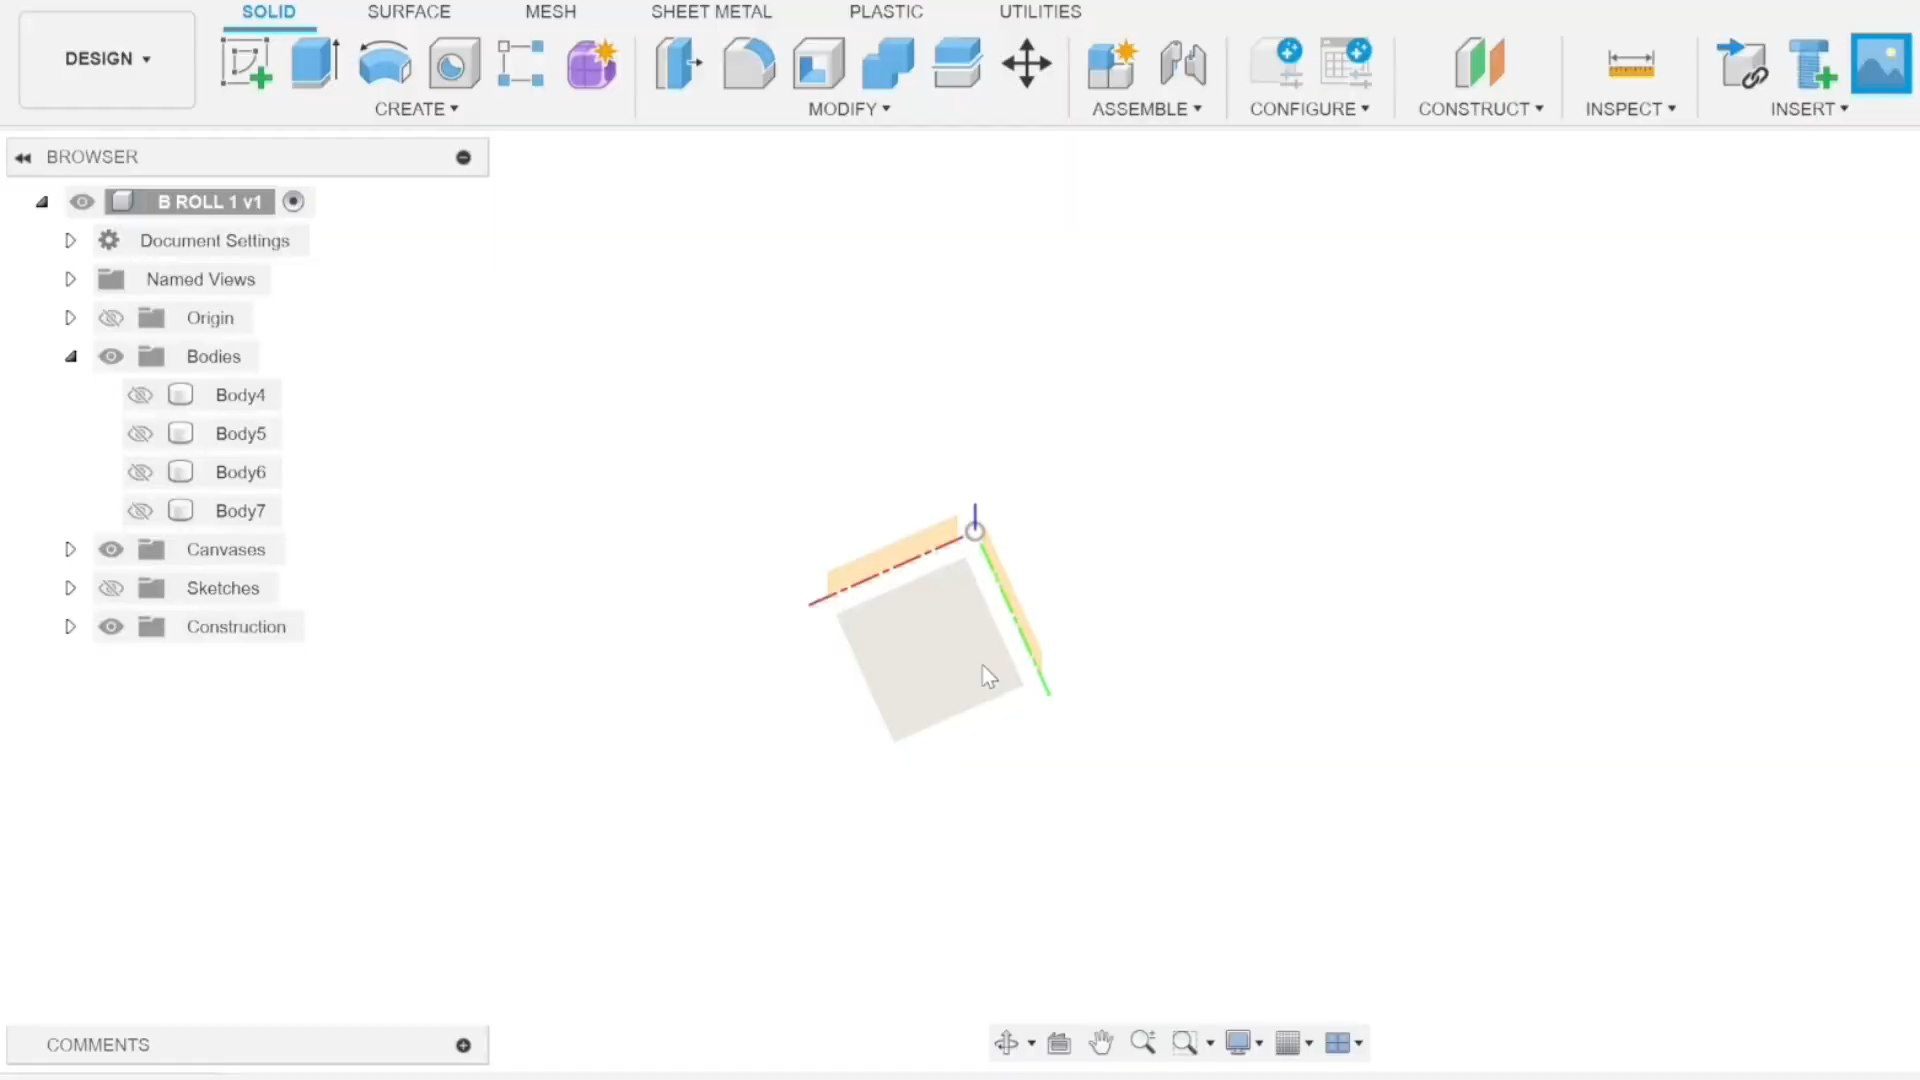 SOLID SURFACE MESH SHEET METAL PLASTIC UTILITIES
DESIGN
CREATE MODIFY ASSEMBLE CONFIGURE CONSTRUCT INSPECT INSERT
BROWSER
B ROLL 1 v1
Document Settings
Named Views
Origin
Bodies
Body4
Body5
Body6
Body7
Canvases
Sketches
Construction
COMMENTS